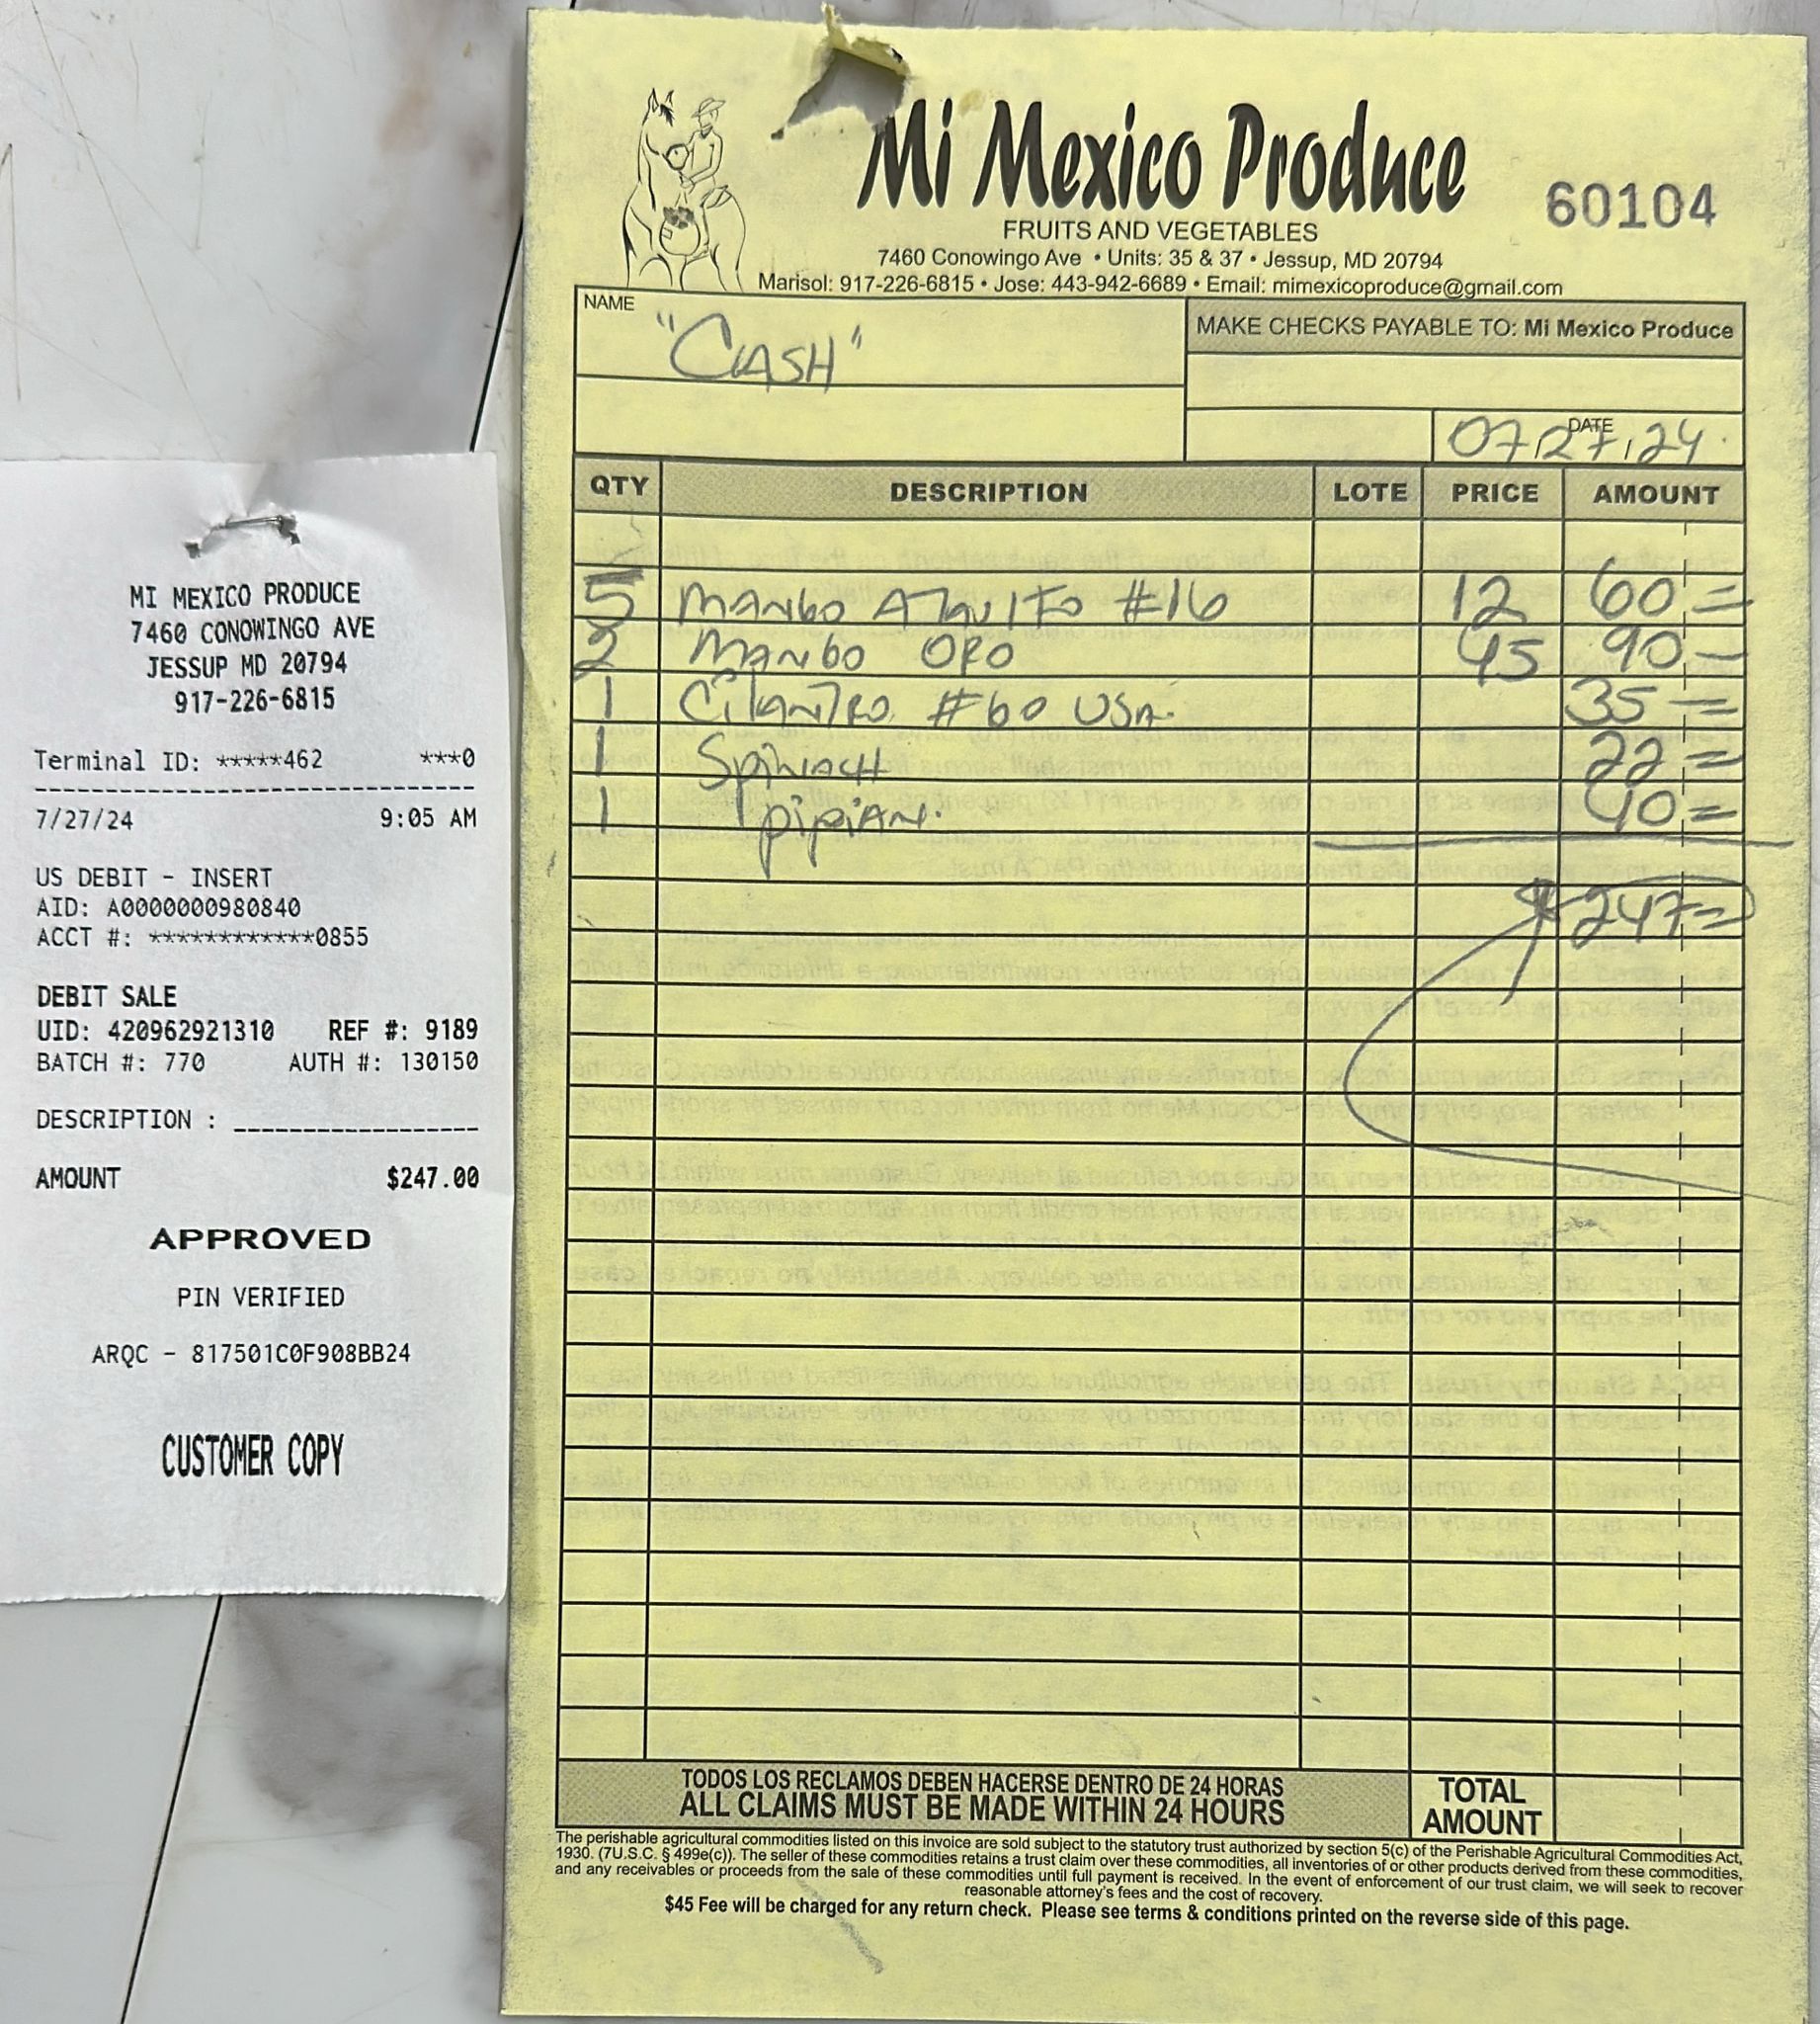 MI MEXICO PRODUCE
7460 CONOWINGO AVE
JESSUP MD 20794
917-226-6815
Terminal ID: *****462 ***0
7/27/24 9:05 AM
US DEBIT - INSERT
AID: A0000000980840
ACCT #: ************0855
DEBIT SALE
UID: 420962921310 REF #: 9189
BATCH #: 770 AUTH #: 130150
DESCRIPTION :
AMOUNT $247.00
APPROVED
PIN VERIFIED
ARQC - 817501C0F908BB24
CUSTOMER COPY
Mi Mexico Produce
60104
FRUITS AND VEGETABLES
7460 Conowingo Ave • Units: 35 & 37 • Jessup, MD 20794
Marisol: 917-226-6815 • Jose: 443-942-6689 • Email: mimexicoproduce@gmail.com
NAME
"CASH"
MAKE CHECKS PAYABLE TO: Mi Mexico Produce
DATE
07,27,24
QTY DESCRIPTION LOTE PRICE AMOUNT
5 MANGO ATAULFO #16 12 60=
2 MANGO ORO 45 90-
1 CILANTRO #60 USA. 35=
1 SPINACH 22=
1 PIPIAN. 40=
$247=
TODOS LOS RECLAMOS DEBEN HACERSE DENTRO DE 24 HORAS
ALL CLAIMS MUST BE MADE WITHIN 24 HOURS
TOTAL
AMOUNT
The perishable agricultural commodities listed on this invoice are sold subject to the statutory trust authorized by section 5(c) of the Perishable Agricultural Commodities Act,
1930. (7U.S.C. § 499e(c)). The seller of these commodities retains a trust claim over these commodities, all inventories of or other products derived from these commodities,
and any receivables or proceeds from the sale of these commodities until full payment is received. In the event of enforcement of our trust claim, we will seek to recover
reasonable attorney's fees and the cost of recovery.
$45 Fee will be charged for any return check. Please see terms & conditions printed on the reverse side of this page.